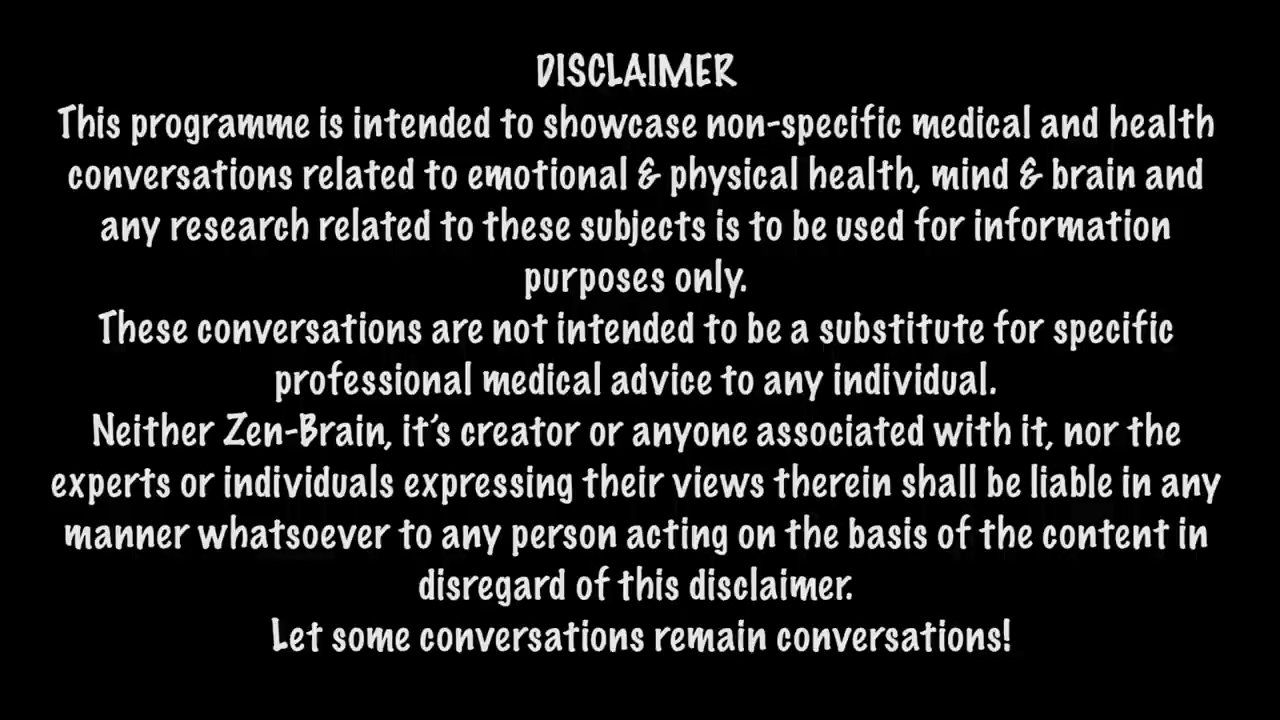 DISCLAIMER
This programme is intended to showcase non-specific medical and health
conversations related to emotional & physical health, mind & brain and
any research related to these subjects is to be used for information
purposes only.
These conversations are not intended to be a substitute for specific
professional medical advice to any individual.
Neither Zen-Brain, it's creator or anyone associated with it, nor the
experts or individuals expressing their views therein shall be liable in any
manner whatsoever to any person acting on the basis of the content in
disregard of this disclaimer.
Let some conversations remain conversations!